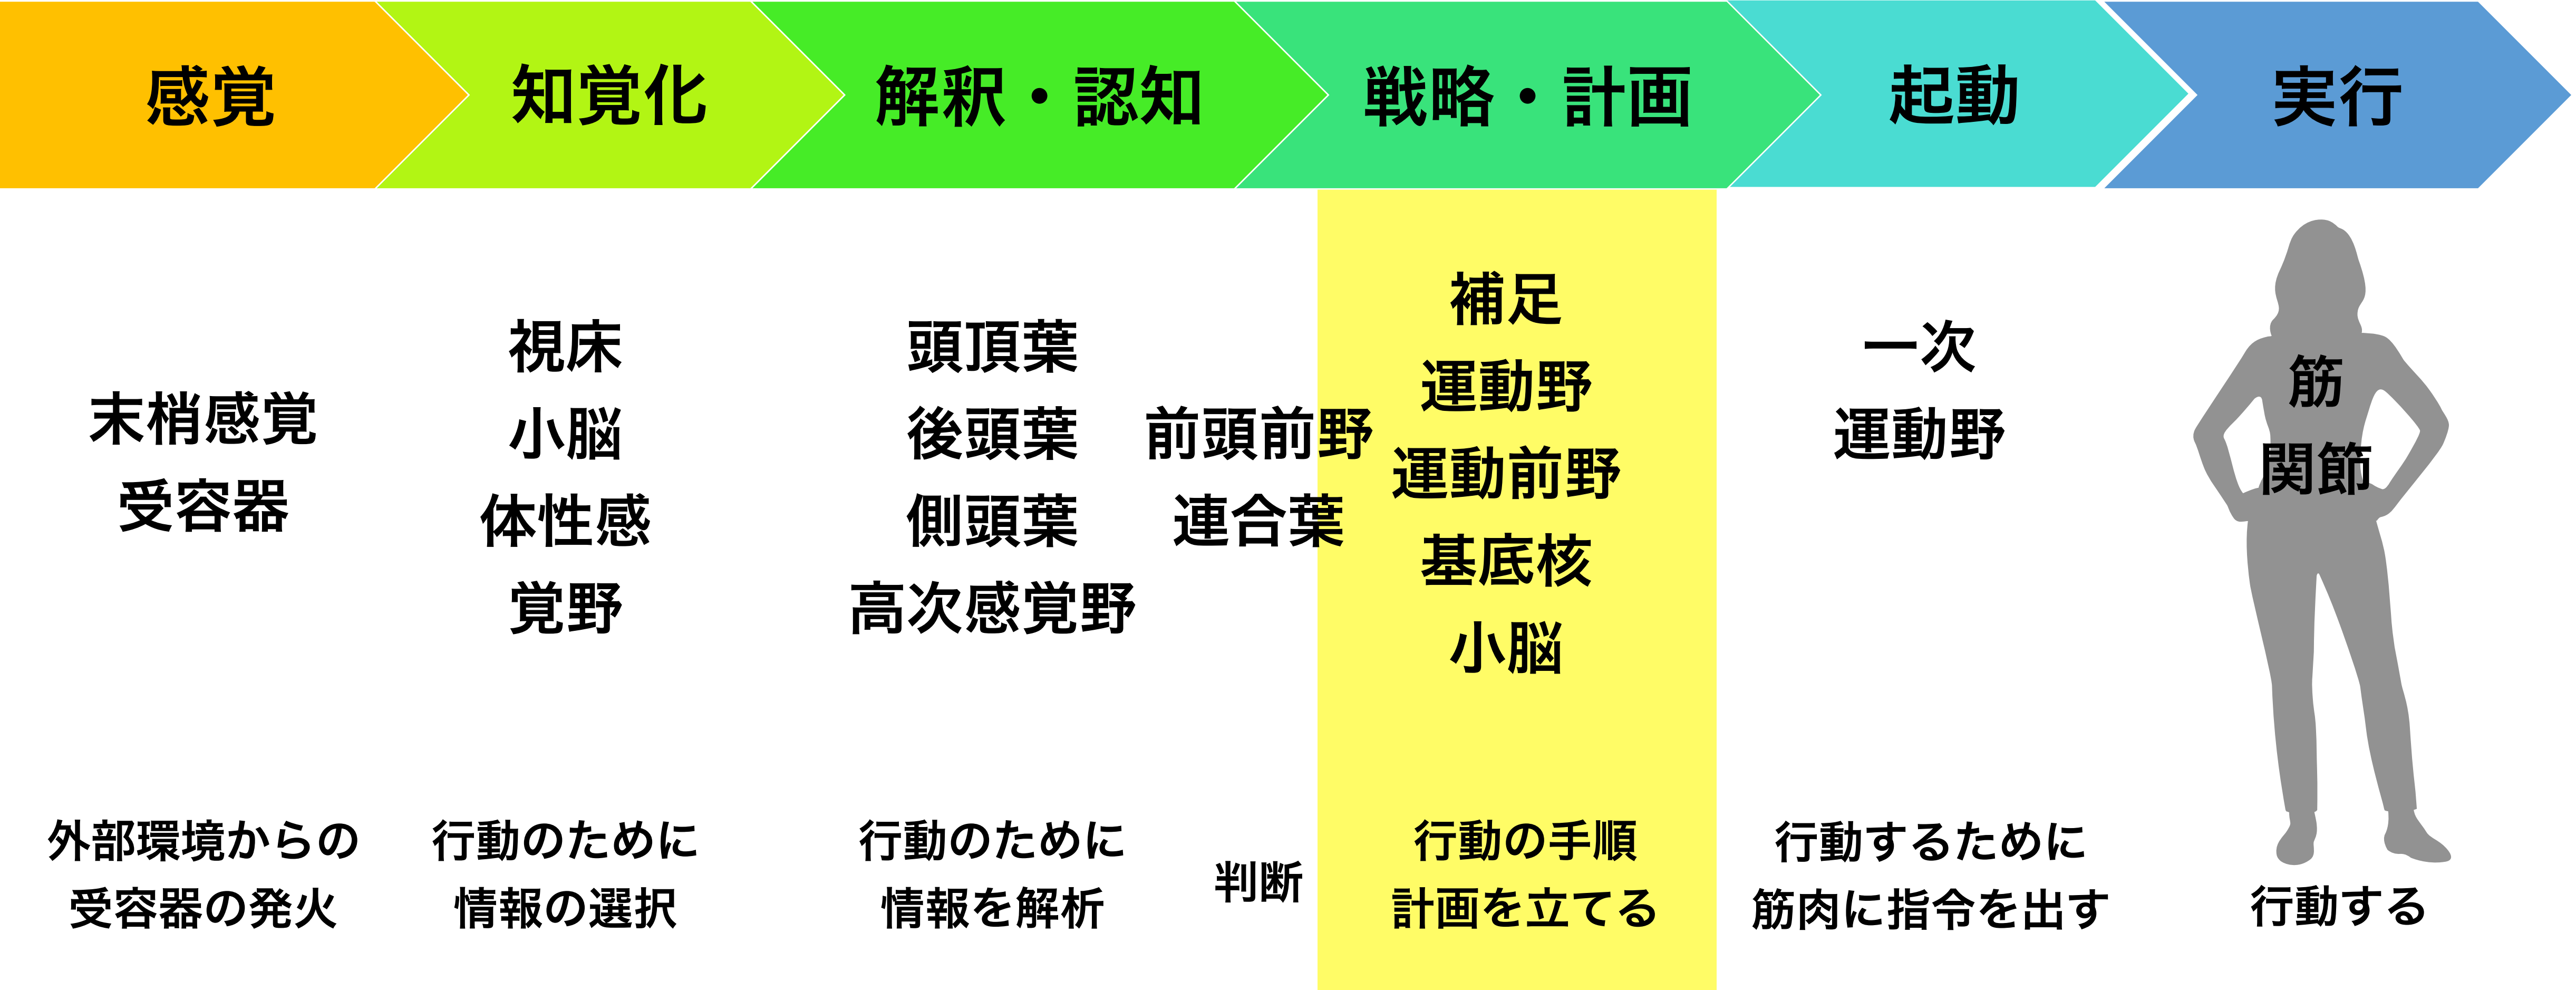 感覚
知覚化
解釈・認知
戦略・計画
起動
実行
末梢感覚
受容器
視床
小脳
体性感
覚野
頭頂葉
後頭葉
側頭葉
高次感覚野
前頭前野
連合葉
補足
運動野
運動前野
基底核
小脳
一次
運動野
筋
関節
外部環境からの
受容器の発火
行動のために
情報の選択
行動のために
情報を解析
判断
行動の手順
計画を立てる
行動するために
筋肉に指令を出す
行動する